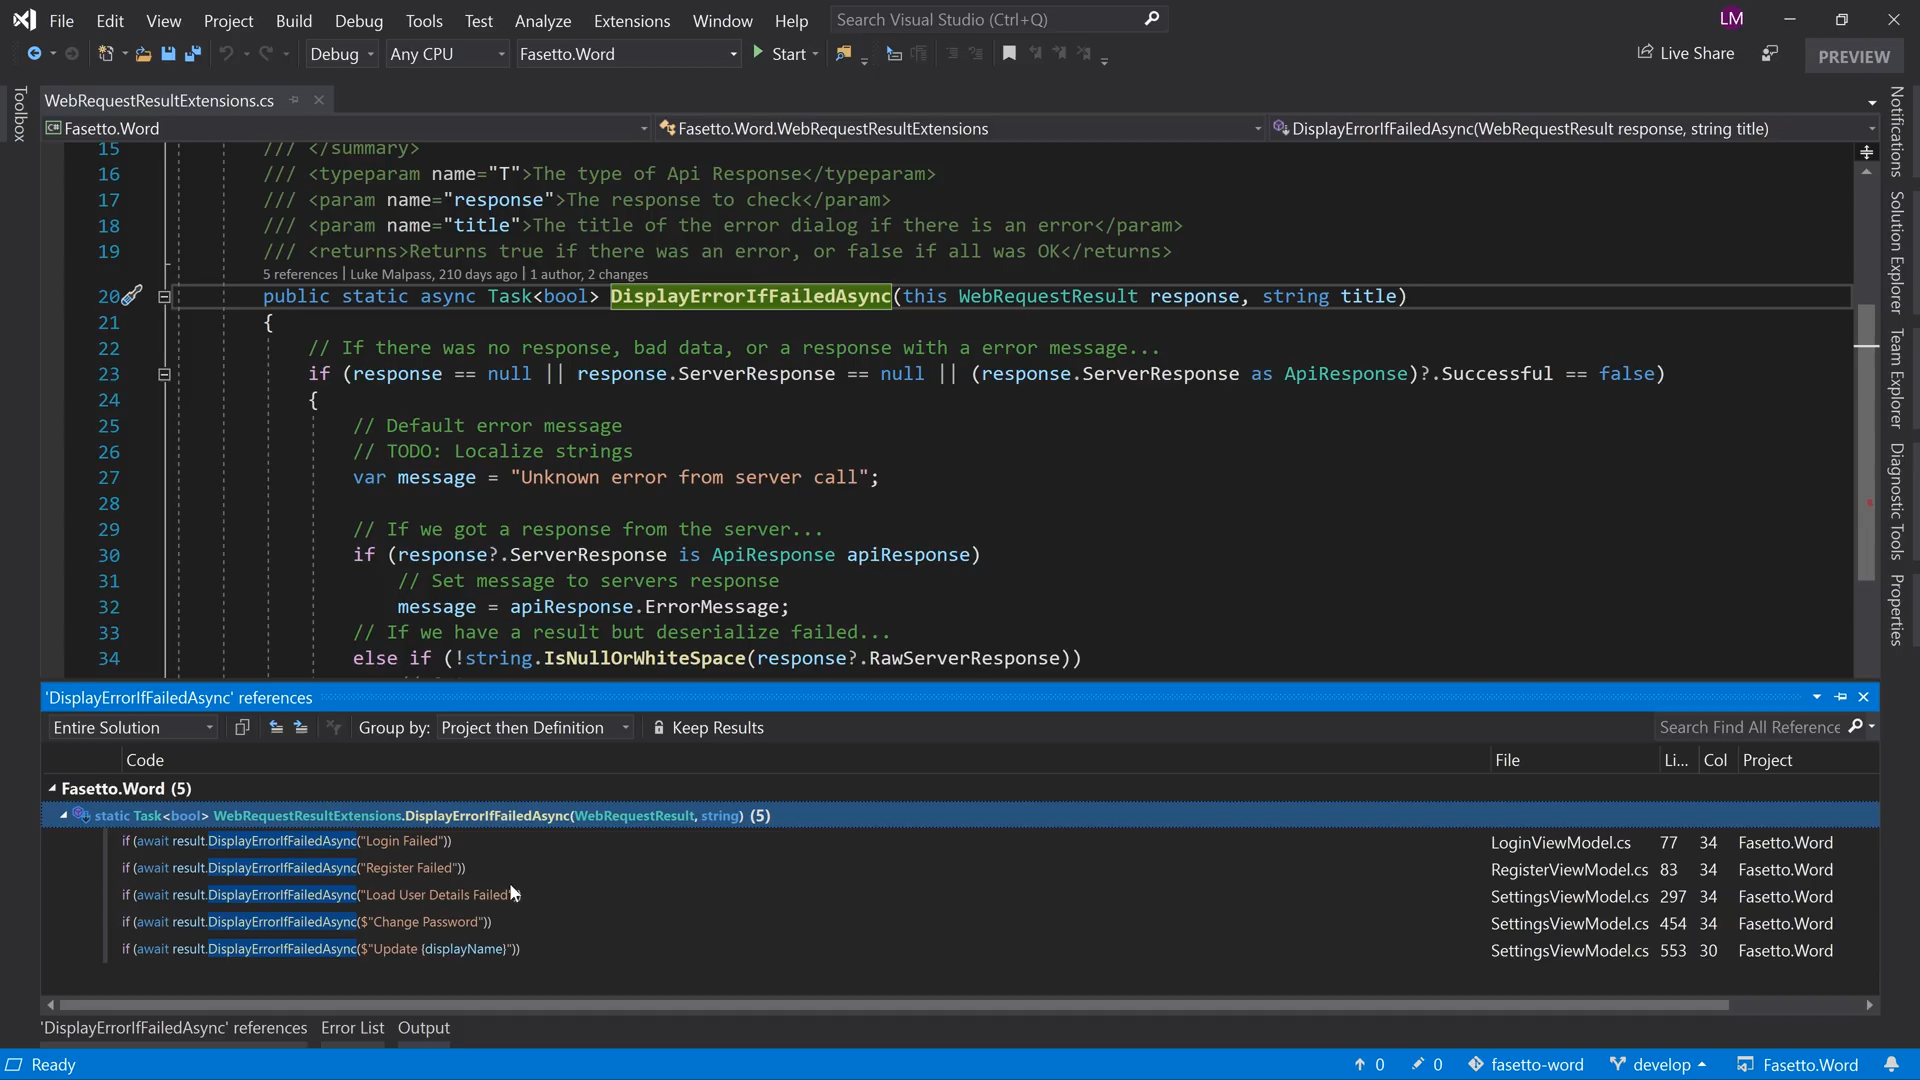 File Edit View Project Build Debug Tools Test Analyze Extensions Window Help Search Visual Studio (Ctrl+Q) LM
Debug Any CPU Fasetto.Word Start Live Share PREVIEW
Toolbox
WebRequestResultExtensions.cs
Fasetto.Word Fasetto.Word.WebRequestResultExtensions DisplayErrorIfFailedAsync(WebRequestResult response, string title)
15 /// </summary>
16 /// <typeparam name="T">The type of Api Response</typeparam>
17 /// <param name="response">The response to check</param>
18 /// <param name="title">The title of the error dialog if there is an error</param>
19 /// <returns>Returns true if there was an error, or false if all was OK</returns>
5 references | Luke Malpass, 210 days ago | 1 author, 2 changes
20 public static async Task<bool> DisplayErrorIfFailedAsync(this WebRequestResult response, string title)
21 {
22 // If there was no response, bad data, or a response with a error message...
23 if (response == null || response.ServerResponse == null || (response.ServerResponse as ApiResponse)?.Successful == false)
24 {
25 // Default error message
26 // TODO: Localize strings
27 var message = "Unknown error from server call";
28
29 // If we got a response from the server...
30 if (response?.ServerResponse is ApiResponse apiResponse)
31 // Set message to servers response
32 message = apiResponse.ErrorMessage;
33 // If we have a result but deserialize failed...
34 else if (!string.IsNullOrWhiteSpace(response?.RawServerResponse))
Notifications
Solution Explorer
Team Explorer
Diagnostic Tools
Properties
'DisplayErrorIfFailedAsync' references
Entire Solution Group by: Project then Definition Keep Results Search Find All Reference
Code File Li... Col Project
Fasetto.Word (5)
static Task<bool> WebRequestResultExtensions.DisplayErrorIfFailedAsync(WebRequestResult, string) (5)
if (await result.DisplayErrorIfFailedAsync("Login Failed")) LoginViewModel.cs 77 34 Fasetto.Word
if (await result.DisplayErrorIfFailedAsync("Register Failed")) RegisterViewModel.cs 83 34 Fasetto.Word
if (await result.DisplayErrorIfFailedAsync("Load User Details Failed" SettingsViewModel.cs 297 34 Fasetto.Word
if (await result.DisplayErrorIfFailedAsync($"Change Password")) SettingsViewModel.cs 454 34 Fasetto.Word
if (await result.DisplayErrorIfFailedAsync($"Update {displayName}")) SettingsViewModel.cs 553 30 Fasetto.Word
'DisplayErrorIfFailedAsync' references Error List Output
Ready 0 0 fasetto-word develop Fasetto.Word